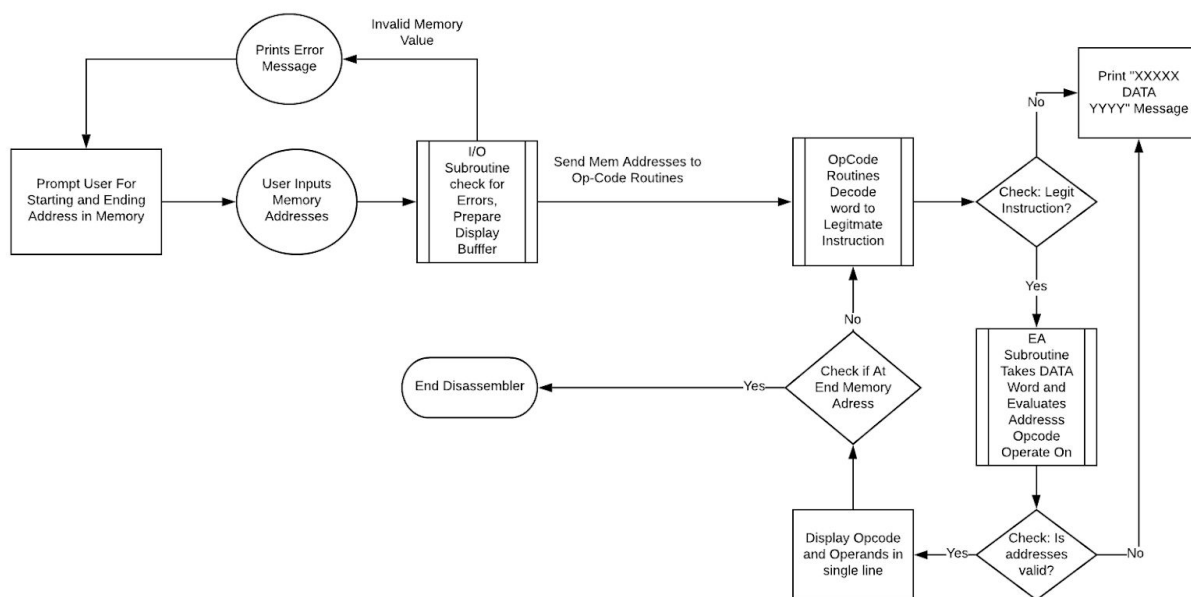 Invalid Memory
Value
Prints Error
Message
Prompt User For
Starting and Ending
Address in Memory
User Inputs
Memory
Addresses
I/O
Subroutine
check for
Errors,
Prepare
Display
Bufffer
Send Mem Addresses to
Op-Code Routines
OpCode
Routines
Decode
word to
Legitmate
Instruction
Check: Legit
Instruction?
No
Print "XXXXX
DATA
YYYY" Message
Yes
EA
Subroutine
Takes DATA
Word and
Evaluates
Addresss
Opcode
Operate On
Check: Is
addresses
valid?
No
Yes
Display Opcode
and Operands in
single line
Check if At
End Memory
Adress
No
Yes
End Disassembler